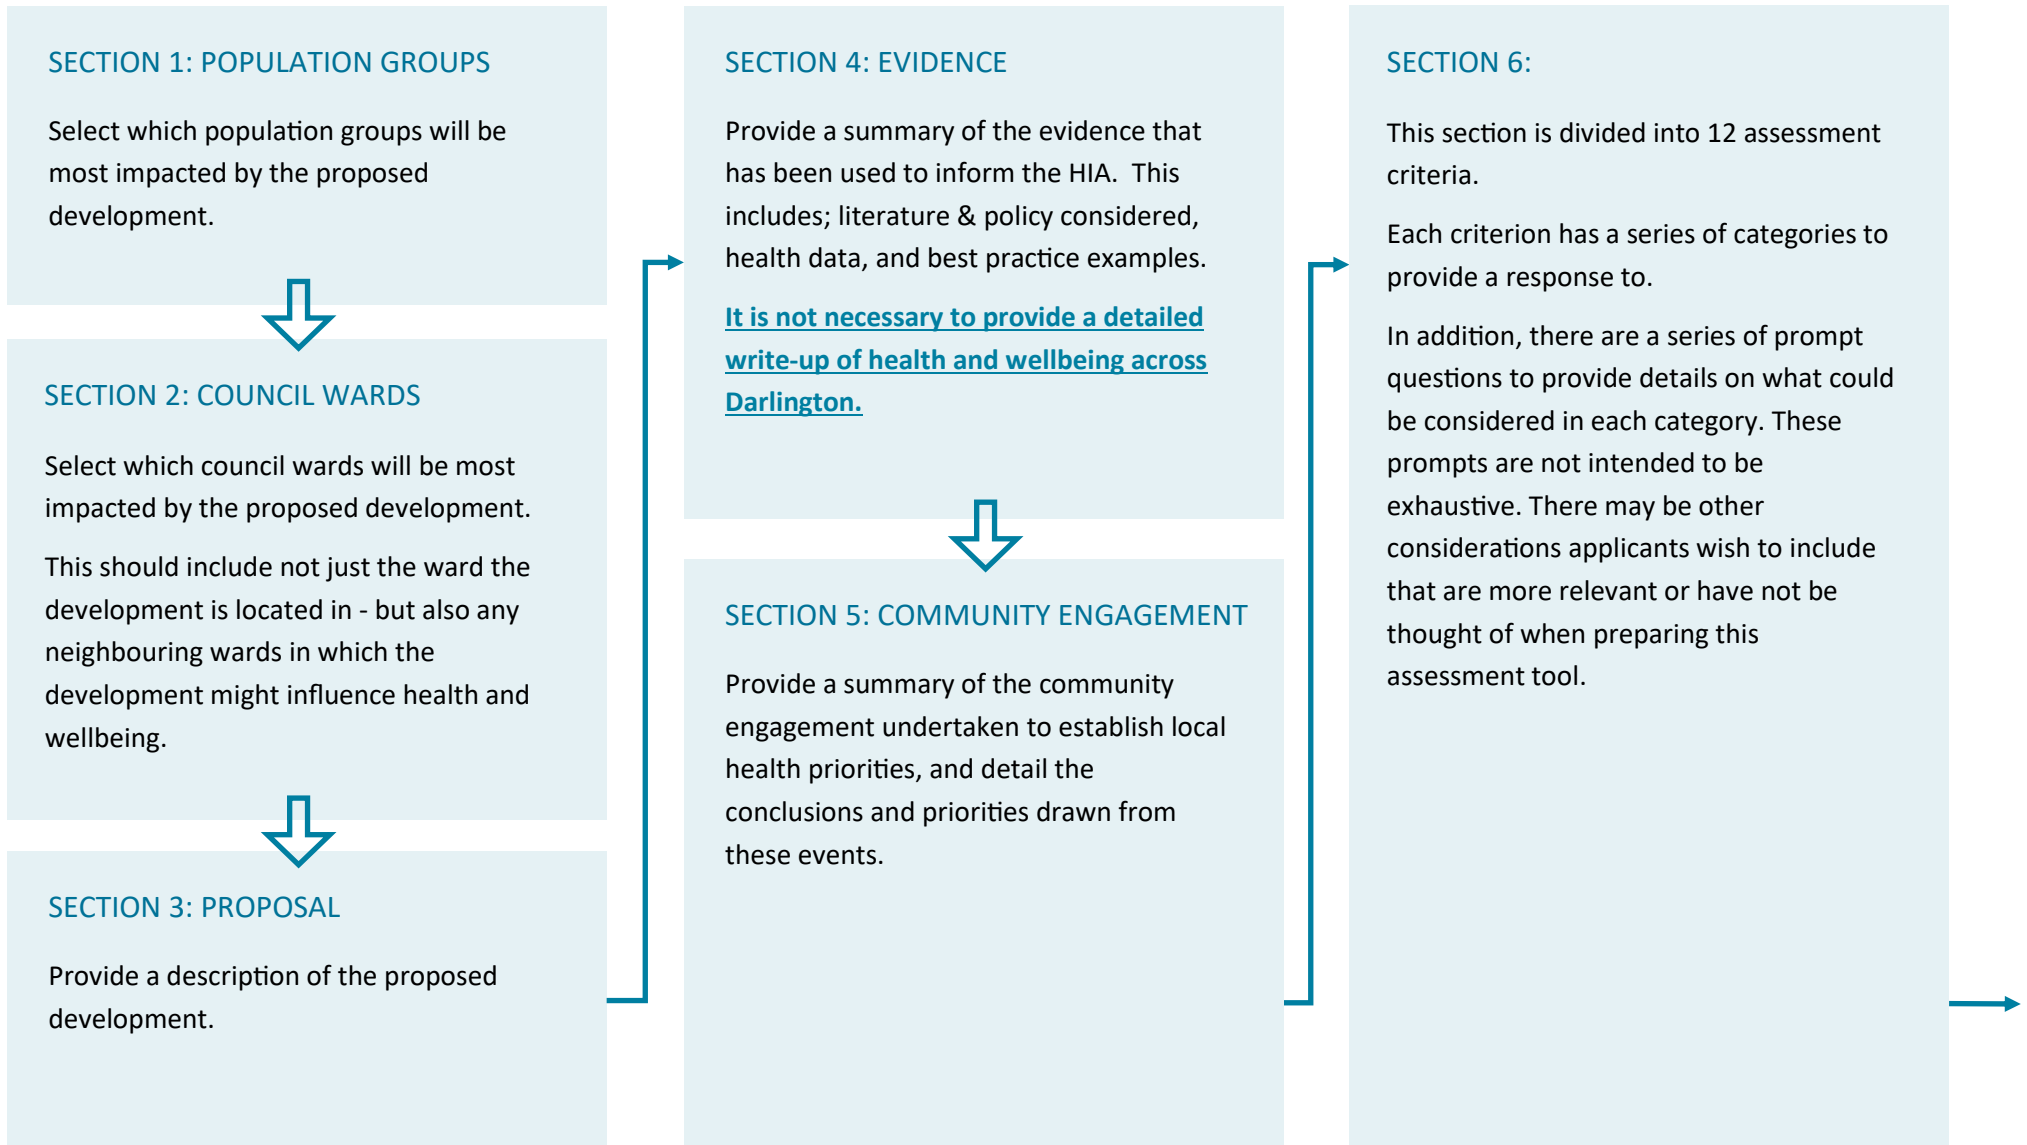 SECTION 1: POPULATION GROUPS
Select which population groups will be
most impacted by the proposed
development.
SECTION 2: COUNCIL WARDS
Select which council wards will be most
impacted by the proposed development.
This should include not just the ward the
development is located in - but also any
neighbouring wards in which the
development might influence health and
wellbeing.
SECTION 3: PROPOSAL
Provide a description of the proposed
development.
SECTION 4: EVIDENCE
Provide a summary of the evidence that
has been used to inform the HIA.  This
includes; literature & policy considered,
health data, and best practice examples.
It is not necessary to provide a detailed
write-up of health and wellbeing across
Darlington.
SECTION 5: COMMUNITY ENGAGEMENT
Provide a summary of the community
engagement undertaken to establish local
health priorities, and detail the
conclusions and priorities drawn from
these events.
SECTION 6:
This section is divided into 12 assessment
criteria.
Each criterion has a series of categories to
provide a response to.
In addition, there are a series of prompt
questions to provide details on what could
be considered in each category. These
prompts are not intended to be
exhaustive. There may be other
considerations applicants wish to include
that are more relevant or have not be
thought of when preparing this
assessment tool.